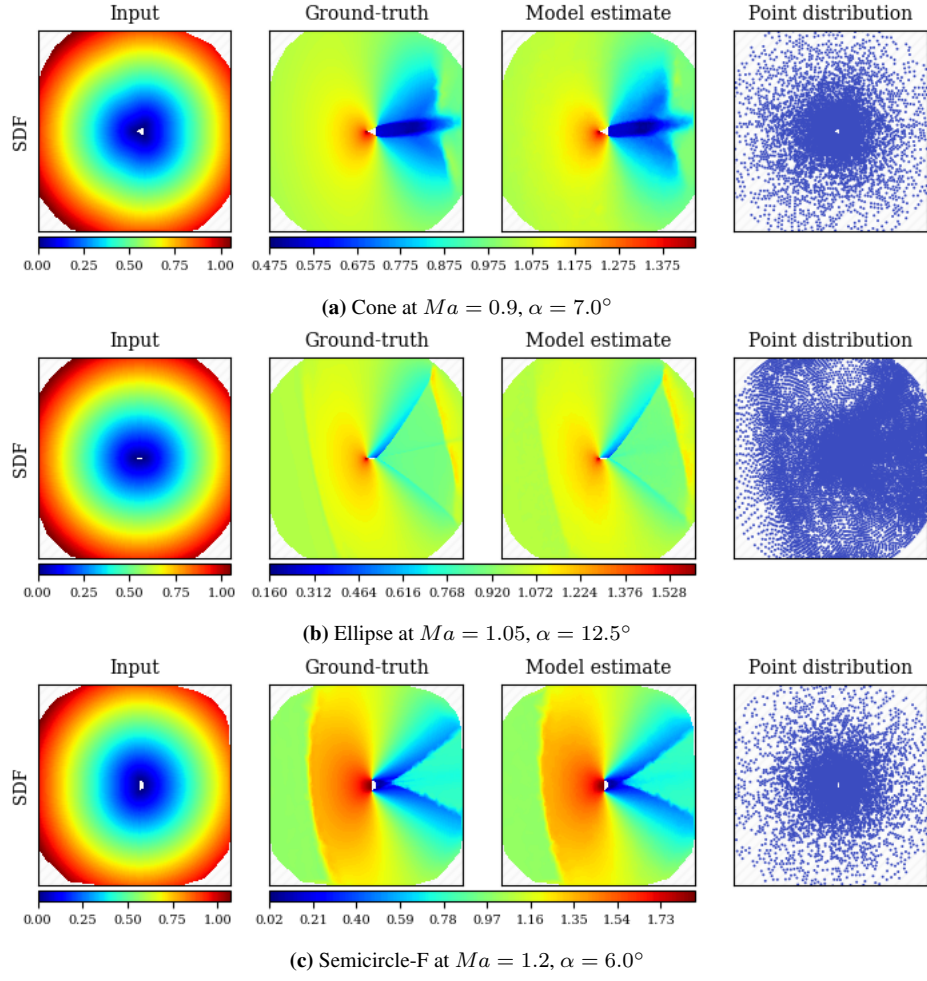 Input Ground-truth Model estimate Point distribution
SDF
0.00 0.25 0.50 0.75 1.00 0.475 0.575 0.675 0.775 0.875 0.975 1.075 1.175 1.275 1.375
(a) Cone at Ma = 0.9, α = 7.0°
Input Ground-truth Model estimate Point distribution
SDF
0.00 0.25 0.50 0.75 1.00 0.160 0.312 0.464 0.616 0.768 0.920 1.072 1.224 1.376 1.528
(b) Ellipse at Ma = 1.05, α = 12.5°
Input Ground-truth Model estimate Point distribution
SDF
0.00 0.25 0.50 0.75 1.00 0.02 0.21 0.40 0.59 0.78 0.97 1.16 1.35 1.54 1.73
(c) Semicircle-F at Ma = 1.2, α = 6.0°